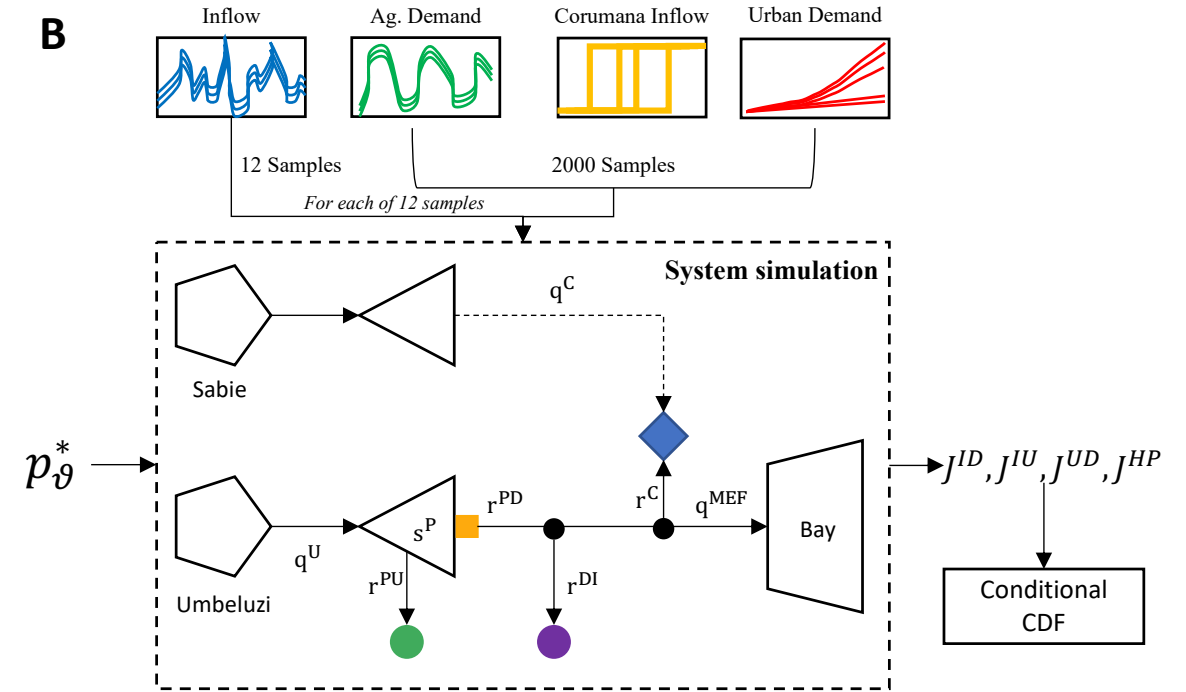 B
Inflow
Ag. Demand
Corumana Inflow
Urban Demand
12 Samples
2000 Samples
For each of 12 samples
System simulation
q^C
Sabie
p*_ϑ
J^ID, J^IU, J^UD, J^HP
r^PD
r^C
q^MEF
s^P
Bay
q^U
r^PU
r^DI
Umbeluzi
Conditional
CDF